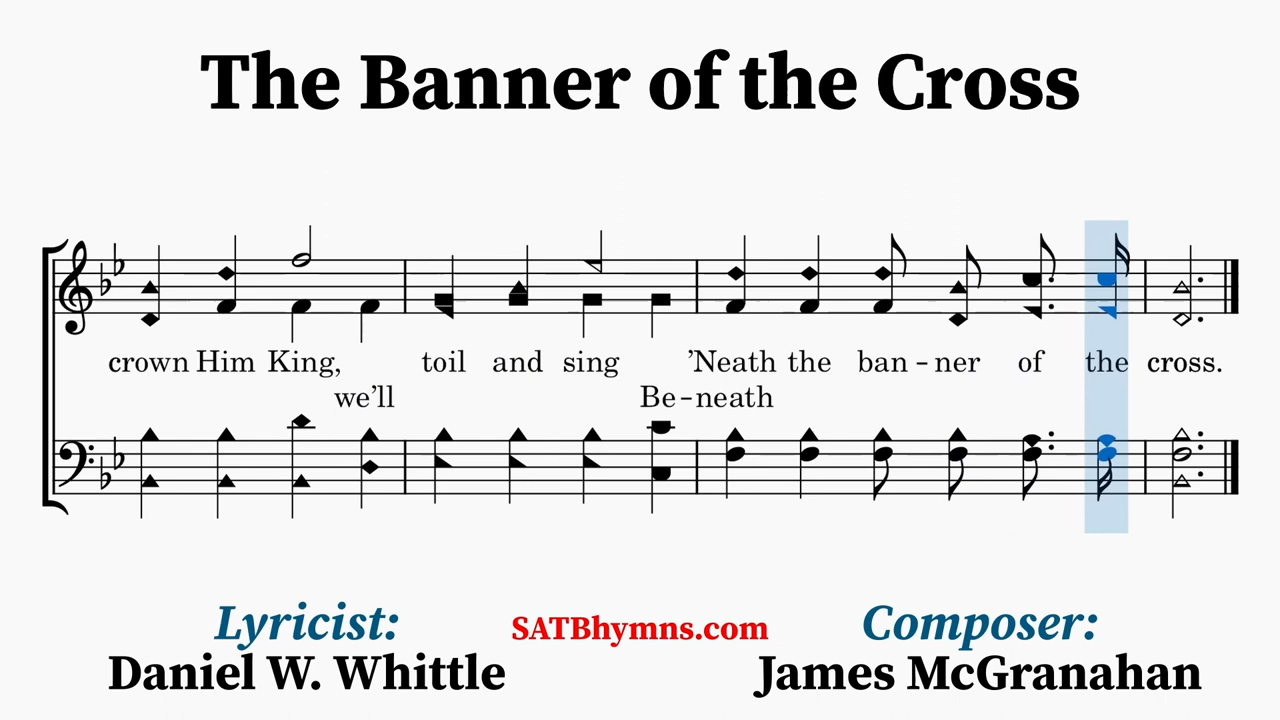 The Banner of the Cross
crown Him King, toil and sing ’Neath the ban - ner of the cross.
we’ll Be - neath
Lyricist: SATBhymns.com Composer:
Daniel W. Whittle James McGranahan